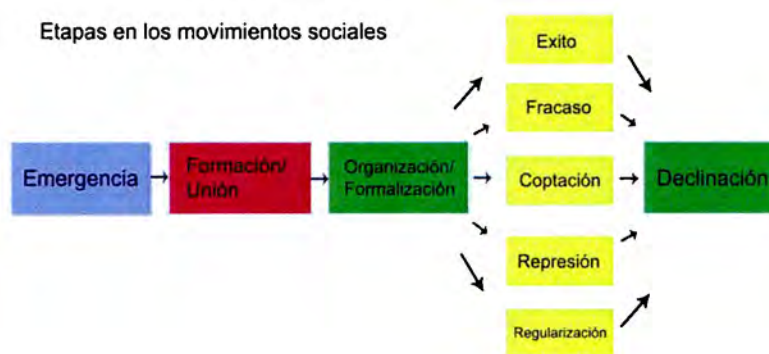 Etapas en los movimientos sociales
Emergencia
Formación/
Unión
Organización/
Formalización
Exito
Fracaso
Coptación
Represión
Regularización
Declinación